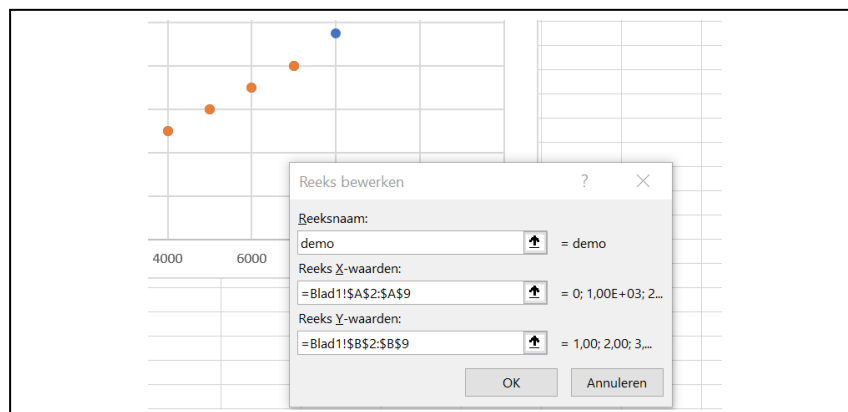 4000
6000
Reeks bewerken
?
Reeksnaam:
demo
= demo
Reeks X-waarden:
=Blad1!$A$2:$A$9
= 0; 1,00E+03; 2...
Reeks Y-waarden:
=Blad1!$B$2:$B$9
= 1,00; 2,00; 3,...
OK
Annuleren